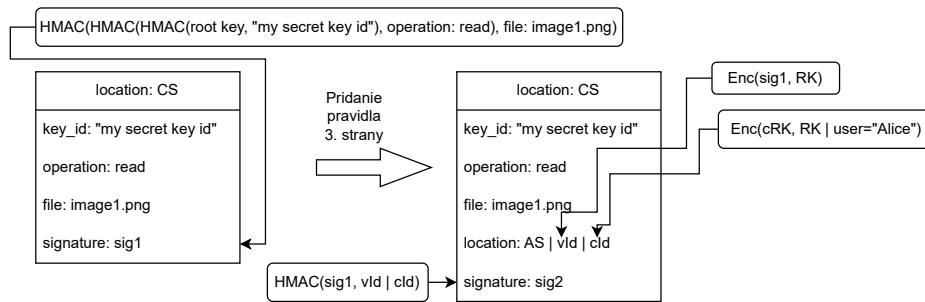 HMAC(HMAC(HMAC(root key, "my secret key id"), operation: read), file: image1.png)
location: CS
key_id: "my secret key id"
operation: read
file: image1.png
signature: sig1
Pridanie
pravidla
3. strany
location: CS
key_id: "my secret key id"
operation: read
file: image1.png
location: AS | vId | cId
signature: sig2
Enc(sig1, RK)
Enc(cRK, RK | user="Alice")
HMAC(sig1, vId | cId)